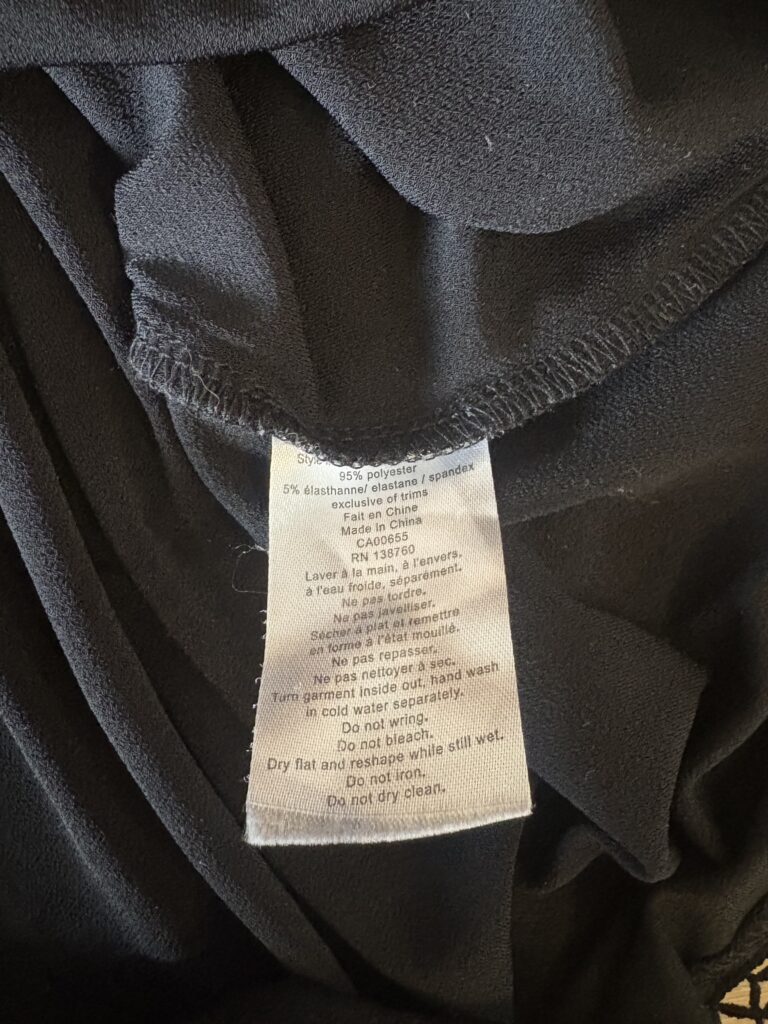 Style
95% polyester
5% élasthanne/ elastane / spandex
exclusive of trims
Fait en Chine
Made in China
CA00655
RN 138760
Laver à la main, à l'envers,
à l'eau froide, séparément.
Ne pas tordre.
Ne pas javelliser.
Sécher à plat et remettre
en forme à l'état mouillé.
Ne pas repasser.
Ne pas nettoyer à sec.
Turn garment inside out, hand wash
in cold water separately.
Do not wring.
Do not bleach.
Dry flat and reshape while still wet.
Do not iron.
Do not dry clean.